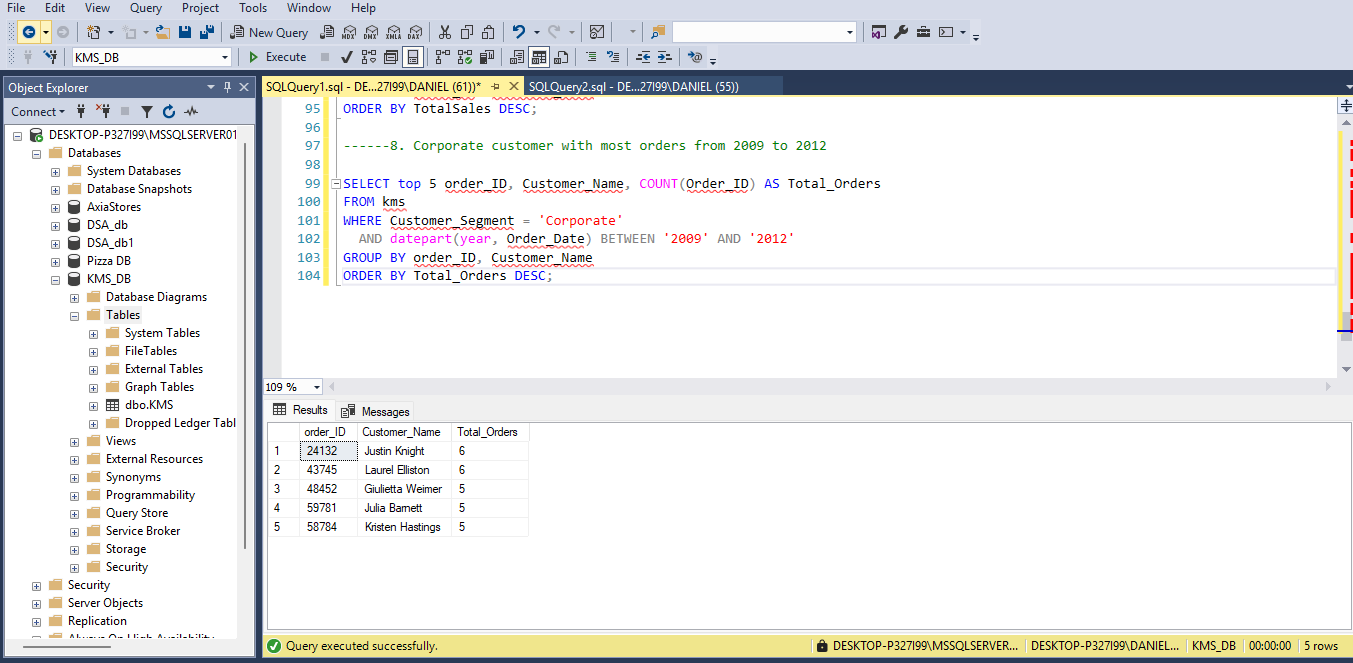 File Edit View Query Project Tools Window Help
New Query MDX DMX XMLA DAX
KMS_DB Execute
Object Explorer
Connect
DESKTOP-P327I99\MSSQLSERVER01
Databases
System Databases
Database Snapshots
AxiaStores
DSA_db
DSA_db1
Pizza DB
KMS_DB
Database Diagrams
Tables
System Tables
FileTables
External Tables
Graph Tables
dbo.KMS
Dropped Ledger Tabl
Views
External Resources
Synonyms
Programmability
Query Store
Service Broker
Storage
Security
Security
Server Objects
Replication
Always On High Availability
SQLQuery1.sql - DE...27I99\DANIEL (61))* SQLQuery2.sql - DE...27I99\DANIEL (55))
95 ORDER BY TotalSales DESC;
96
97 ------8. Corporate customer with most orders from 2009 to 2012
98
99 SELECT top 5 order_ID, Customer_Name, COUNT(Order_ID) AS Total_Orders
100 FROM kms
101 WHERE Customer_Segment = 'Corporate'
102 AND datepart(year, Order_Date) BETWEEN '2009' AND '2012'
103 GROUP BY order_ID, Customer_Name
104 ORDER BY Total_Orders DESC;
109 %
Results Messages
order_ID Customer_Name Total_Orders
1 24132 Justin Knight 6
2 43745 Laurel Elliston 6
3 48452 Giulietta Weimer 5
4 59781 Julia Barnett 5
5 58784 Kristen Hastings 5
Query executed successfully. DESKTOP-P327I99\MSSQLSERVER... DESKTOP-P327I99\DANIEL... KMS_DB 00:00:00 5 rows